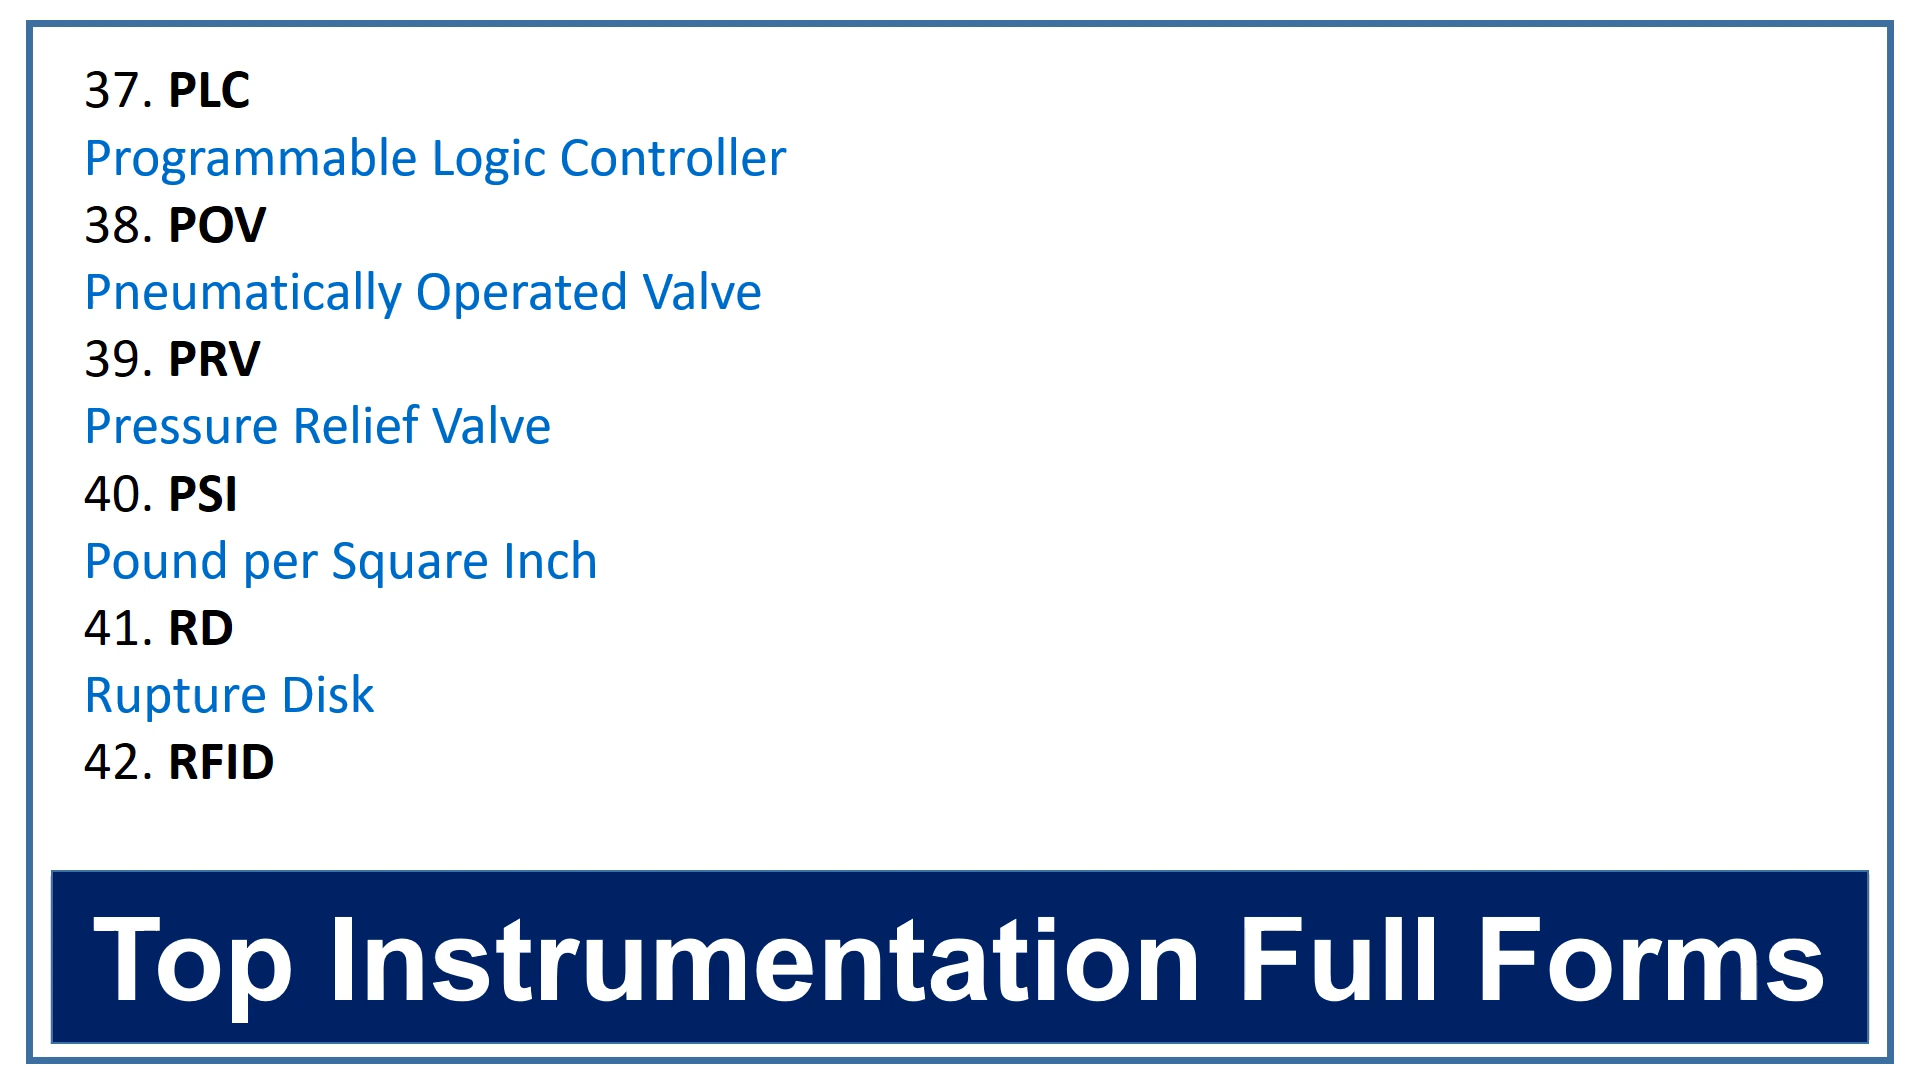 37. PLC
Programmable Logic Controller
38. POV
Pneumatically Operated Valve
39. PRV
Pressure Relief Valve
40. PSI
Pound per Square Inch
41. RD
Rupture Disk
42. RFID
Top Instrumentation Full Forms